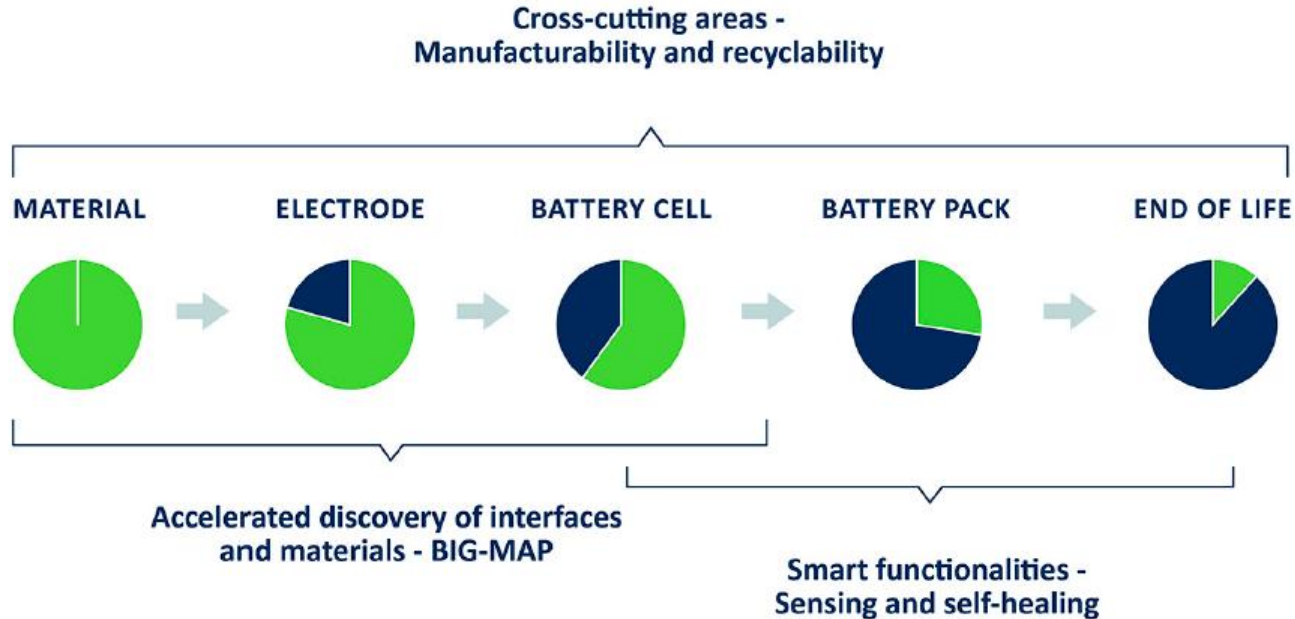 Cross-cutting areas -
Manufacturability and recyclability
MATERIAL
ELECTRODE
BATTERY CELL
BATTERY PACK
END OF LIFE
Accelerated discovery of interfaces
and materials - BIG-MAP
Smart functionalities -
Sensing and self-healing